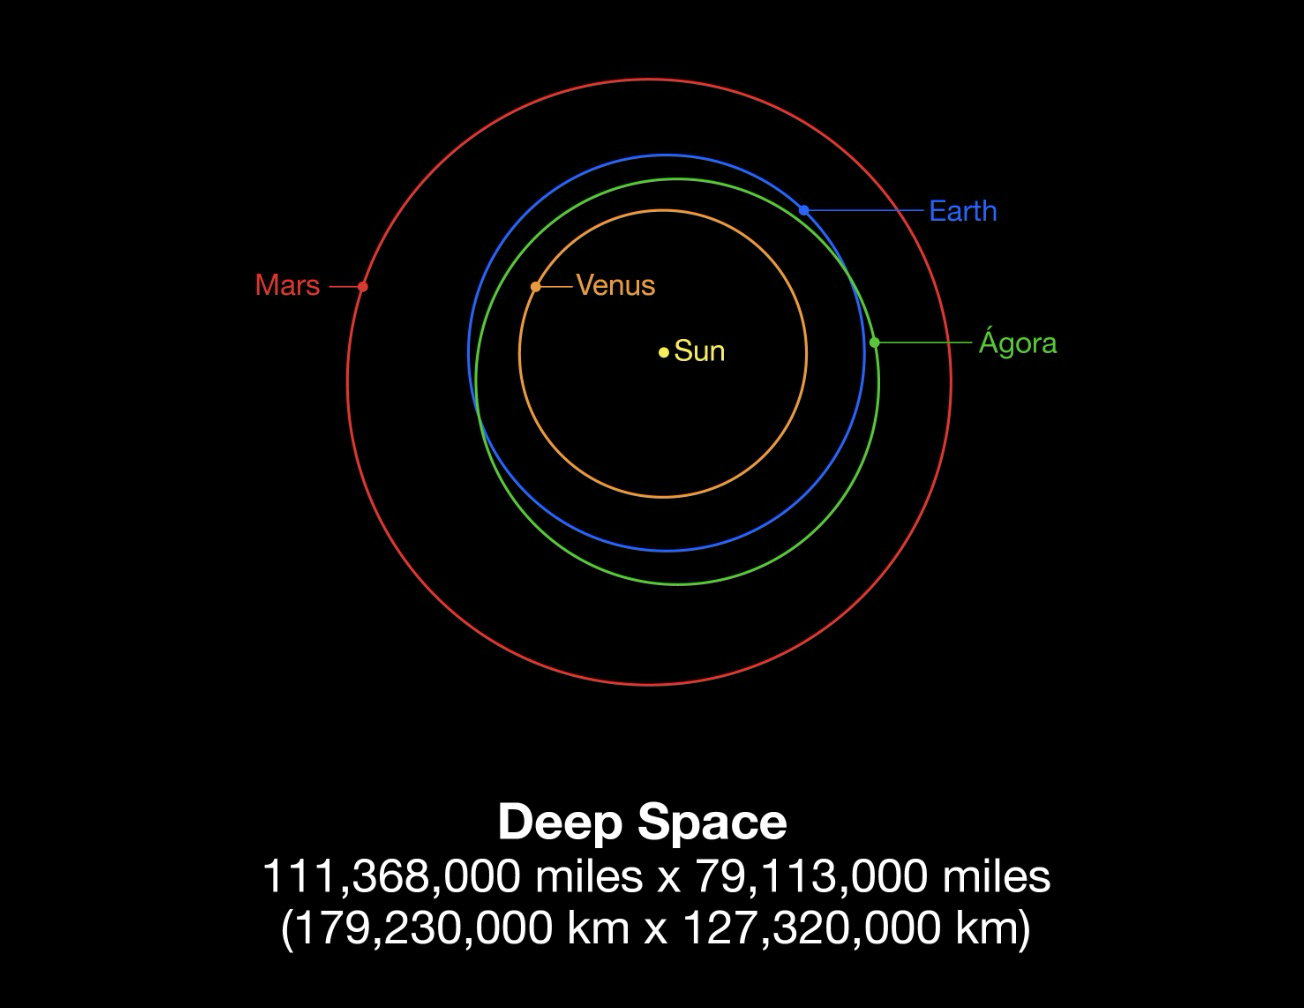 Earth
Mars
Venus
Ágora
Sun
Deep Space
111,368,000 miles x 79,113,000 miles
(179,230,000 km x 127,320,000 km)